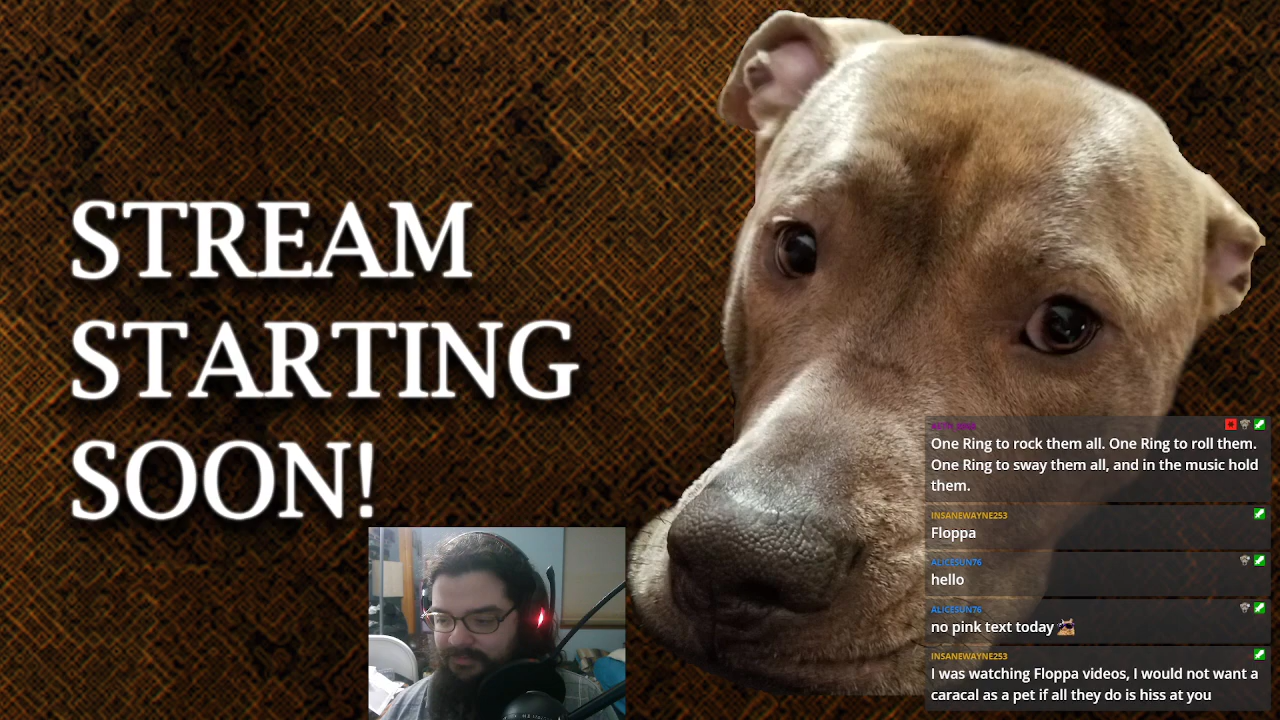 STREAM
STARTING
SOON!
One Ring to rock them all. One Ring to roll them.
One Ring to sway them all, and in the music hold
them.
INSANEWAYNE253
Floppa
ALICESUN76
hello
ALICESUN76
no pink text today
INSANEWAYNE253
I was watching Floppa videos, I would not want a
caracal as a pet if all they do is hiss at you